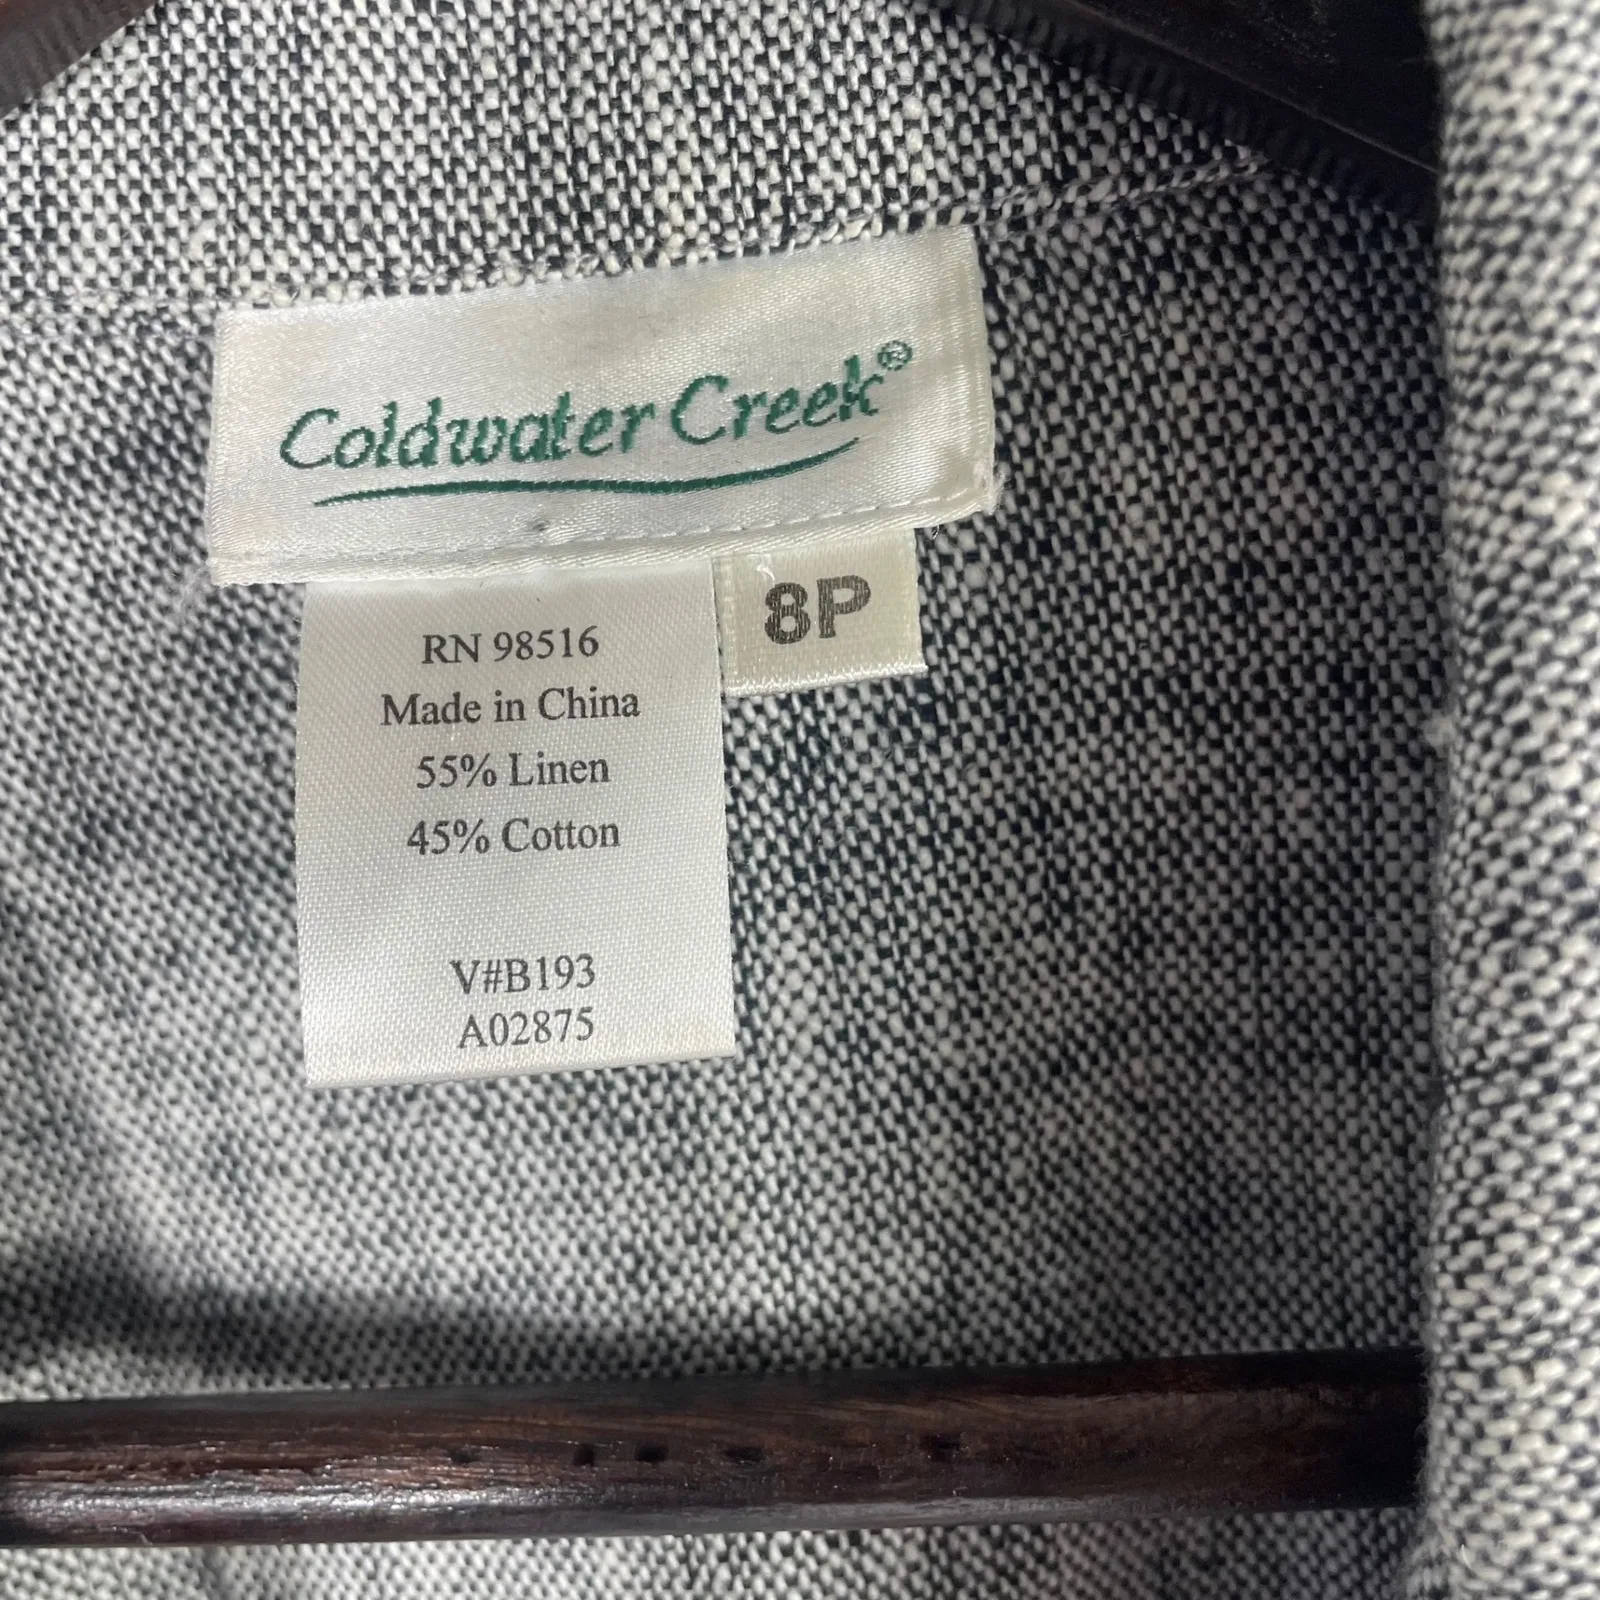 Coldwater Creek®
8P
RN 98516
Made in China
55% Linen
45% Cotton
V#B193
A02875